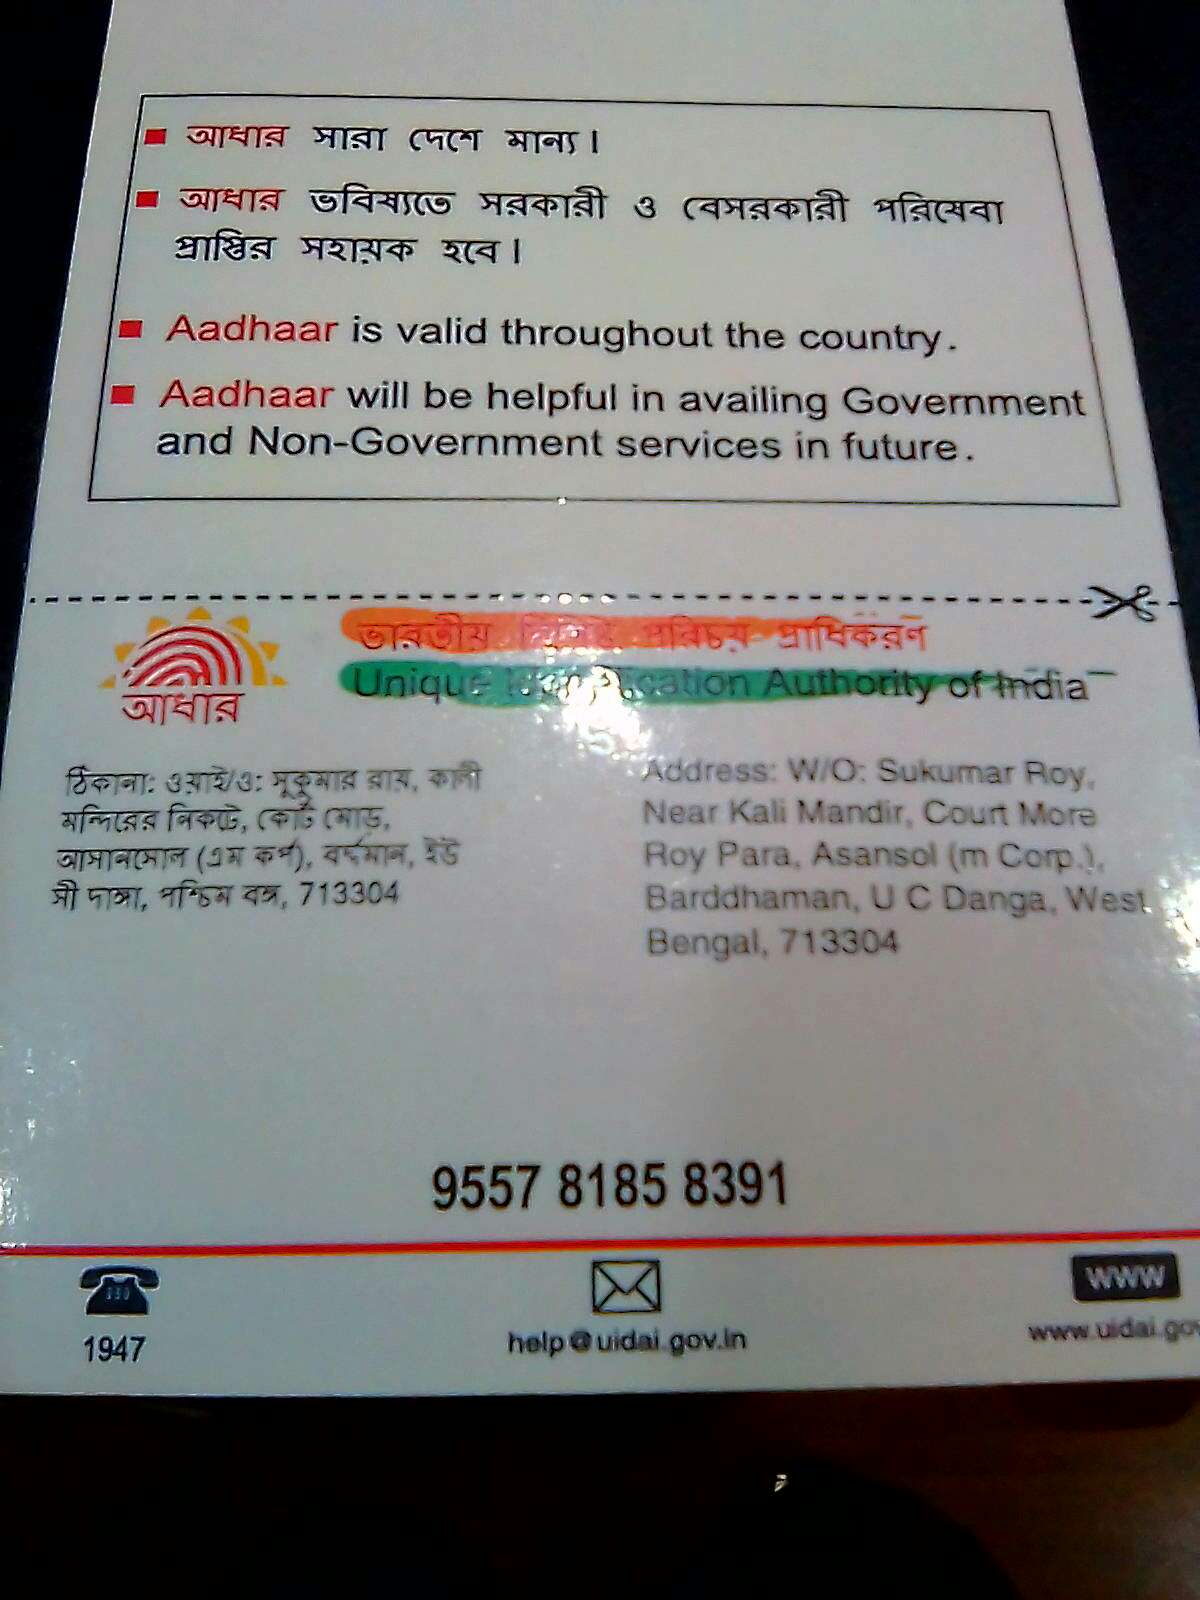 আধার সারা দেশে মান্য।
আধার ভবিষ্যতে সরকারী ও বেসরকারী পরিষেবা
প্রাপ্তির সহায়ক হবে।
Aadhaar is valid throughout the country.
Aadhaar will be helpful in availing Government
and Non-Government services in future.
ভারতীয় পরিচয় প্রাধিকরণ
Unique Identification Authority of India
আধার
ঠিকানা: ওয়াই/ও: সুকুমার রায়, কালী
মন্দিরের নিকটে, কোর্ট মোড়,
আসানসোল (এম কর্প), বর্দ্ধমান, ইউ
সী দাঙ্গা, পশ্চিম বঙ্গ, 713304
Address: W/O: Sukumar Roy,
Near Kali Mandir, Court More
Roy Para, Asansol (m Corp.),
Barddhaman, U C Danga, West
Bengal, 713304
9557 8185 8391
1947
help@uidai.gov.in
www
www.uidai.gov